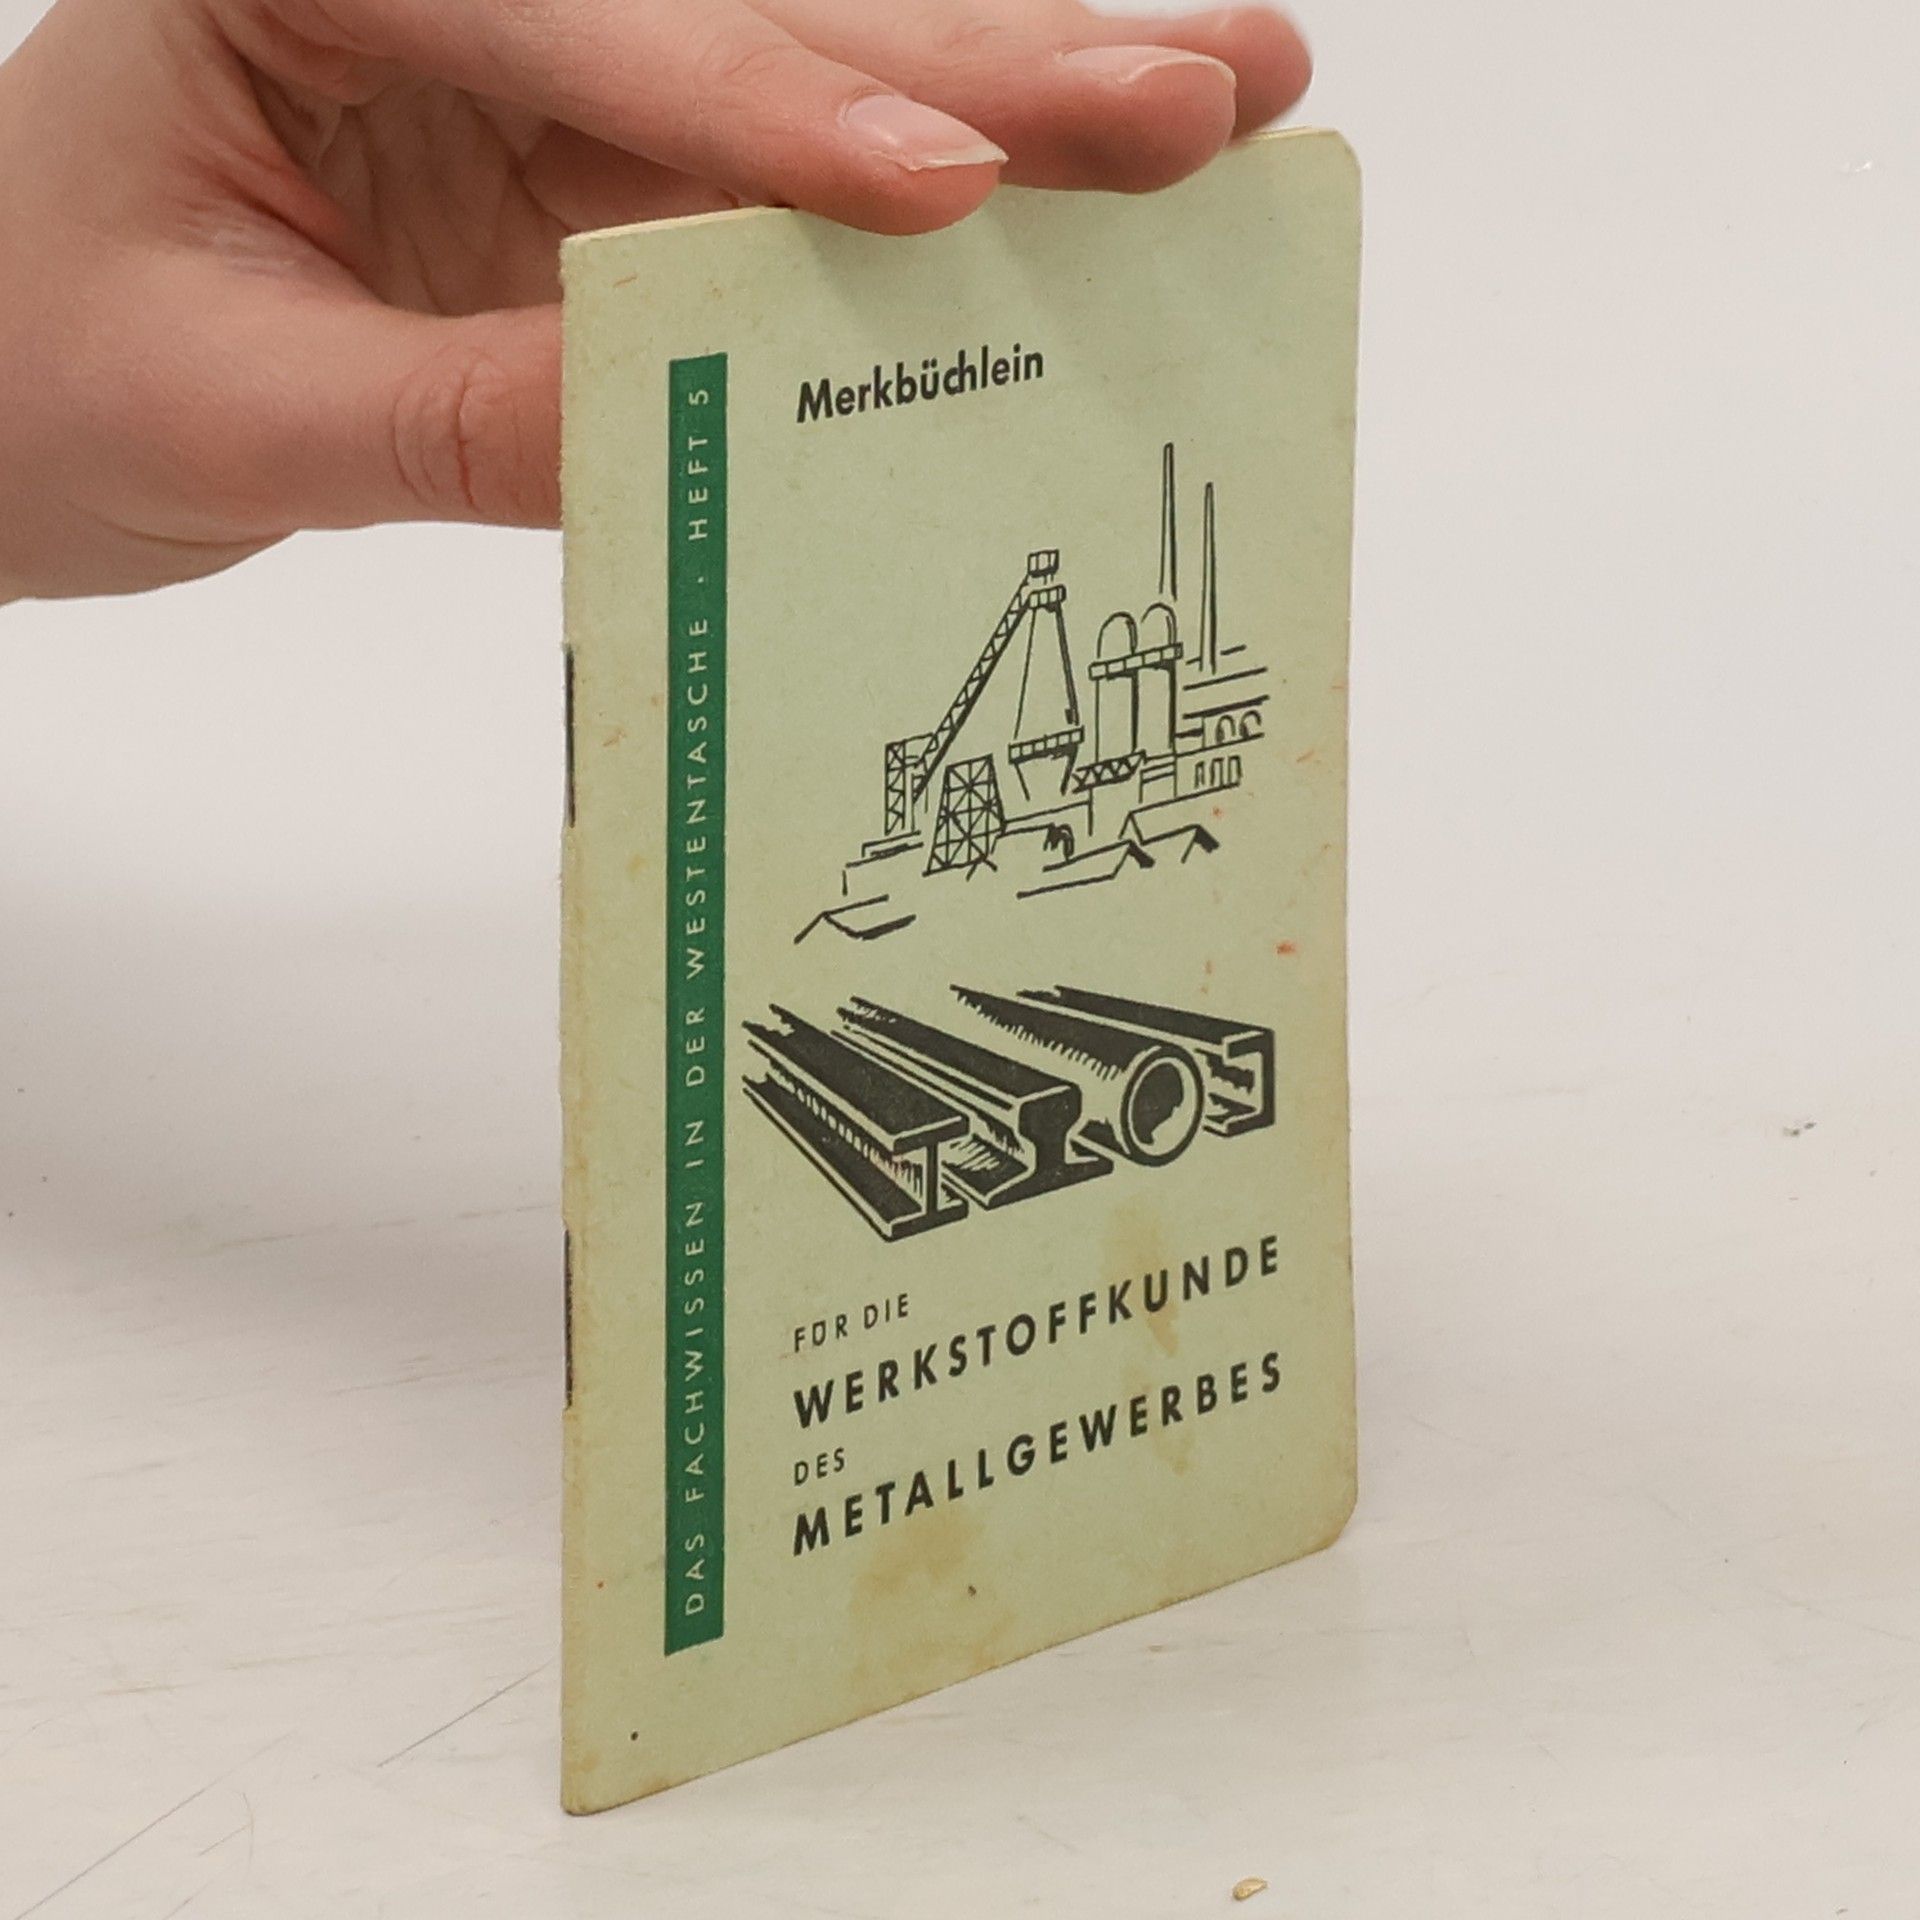 Merkbüchlein
DAS FACHWISSEN IN DER WESTENTASCHE . HEFT 5
FÜR DIE
WERKSTOFFKUNDE
DES
METALLGEWERBES